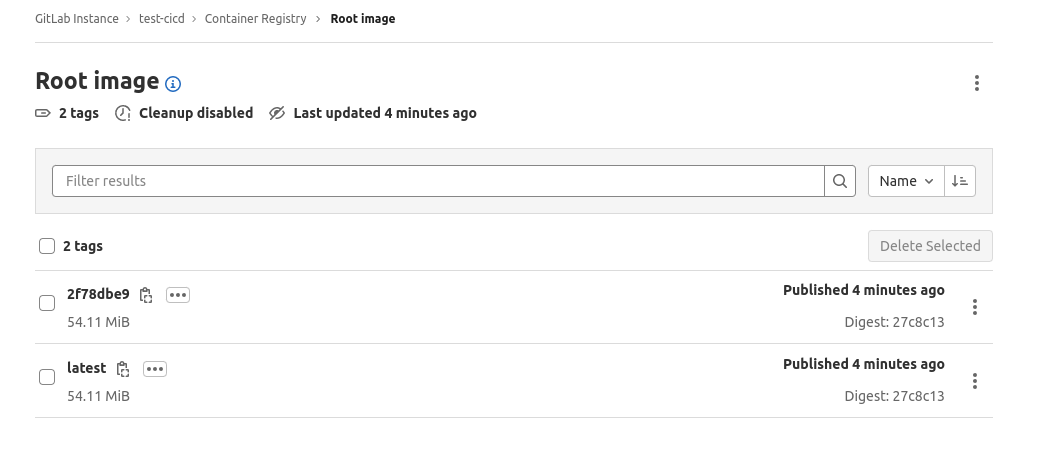 GitLab Instance › test-cicd › Container Registry › Root image
Root image
2 tags Cleanup disabled Last updated 4 minutes ago
Filter results Name
2 tags Delete Selected
2f78dbe9 Published 4 minutes ago
54.11 MiB Digest: 27c8c13
latest Published 4 minutes ago
54.11 MiB Digest: 27c8c13